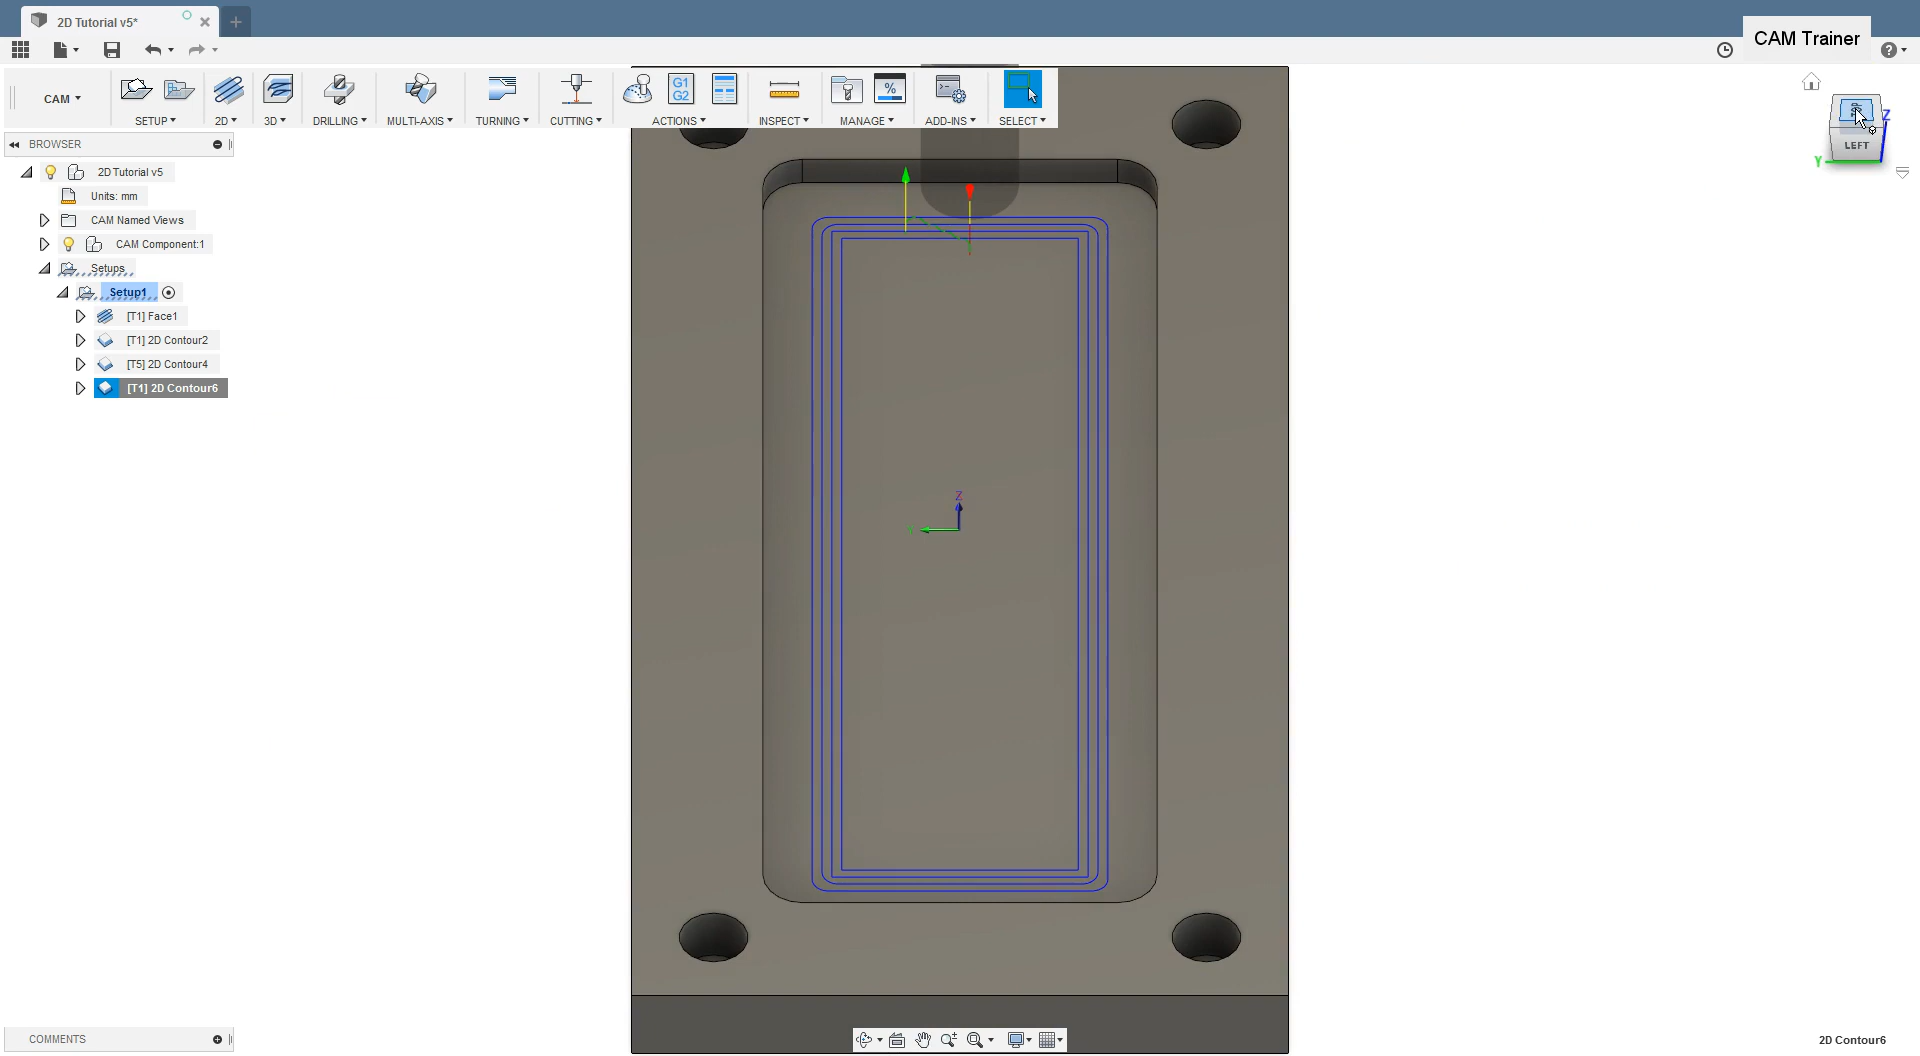 2D Tutorial v5*
CAM Trainer
CAM
G1
G2
%
SETUP
2D
3D
DRILLING
MULTI-AXIS
TURNING
CUTTING
ACTIONS
INSPECT
MANAGE
ADD-INS
SELECT
Z
LEFT
Y
BROWSER
2D Tutorial v5
Units: mm
CAM Named Views
CAM Component:1
Setups
Setup1
[T1] Face1
[T1] 2D Contour2
[T5] 2D Contour4
[T1] 2D Contour6
Z
COMMENTS
2D Contour6